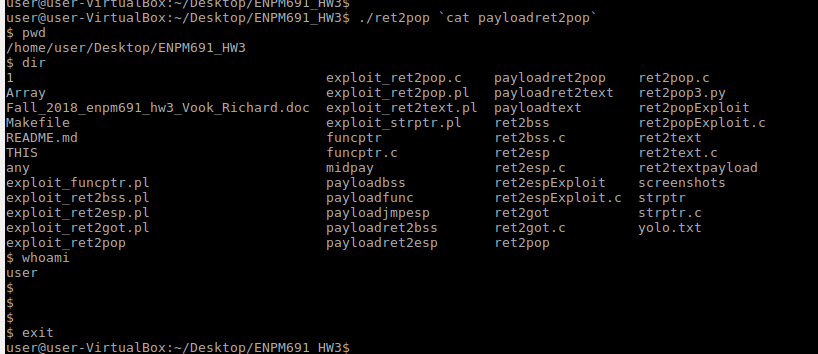 user@user-VirtualBox:~/Desktop/ENPM691_HW3$
user@user-VirtualBox:~/Desktop/ENPM691_HW3$ ./ret2pop `cat payloadret2pop`
$ pwd
/home/user/Desktop/ENPM691_HW3
$ dir
1 exploit_ret2pop.c payloadret2pop ret2pop.c
Array exploit_ret2pop.pl payloadret2text ret2pop3.py
Fall_2018_enpm691_hw3_Vook_Richard.doc exploit_ret2text.pl payloadtext ret2popExploit
Makefile exploit_strptr.pl ret2bss ret2popExploit.c
README.md funcptr ret2bss.c ret2text
THIS funcptr.c ret2esp ret2text.c
any midpay ret2esp.c ret2textpayload
exploit_funcptr.pl payloadbss ret2espExploit screenshots
exploit_ret2bss.pl payloadfunc ret2espExploit.c strptr
exploit_ret2esp.pl payloadjmpesp ret2got strptr.c
exploit_ret2got.pl payloadret2bss ret2got.c yolo.txt
exploit_ret2pop payloadret2esp ret2pop
$ whoami
user
$
$
$
$ exit
user@user-VirtualBox:~/Desktop/ENPM691_HW3$